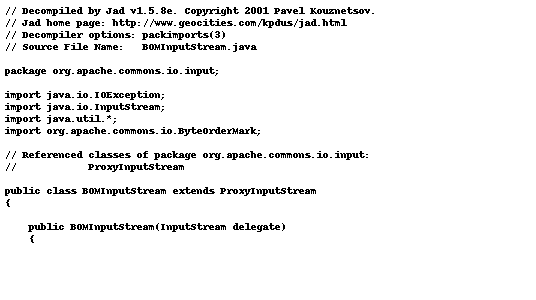 // Decompiled by Jad v1.5.8e. Copyright 2001 Pavel Kouznetsov.
// Jad home page: http://www.geocities.com/kpdus/jad.html
// Decompiler options: packimports(3)
// Source File Name:   BOMInputStream.java

package org.apache.commons.io.input;

import java.io.IOException;
import java.io.InputStream;
import java.util.*;
import org.apache.commons.io.ByteOrderMark;

// Referenced classes of package org.apache.commons.io.input:
//            ProxyInputStream

public class BOMInputStream extends ProxyInputStream
{

    public BOMInputStream(InputStream delegate)
    {